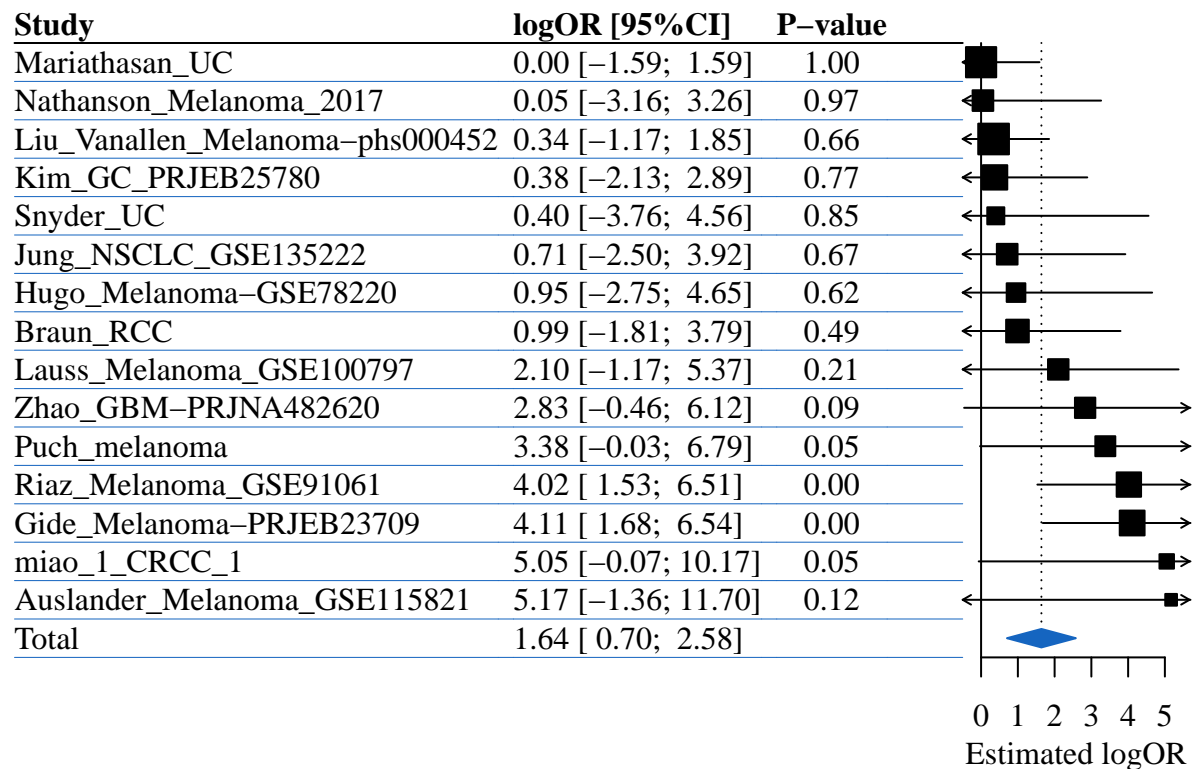 Study logOR [95%CI] P−value
Mariathasan_UC 0.00 [−1.59; 1.59] 1.00
Nathanson_Melanoma_2017 0.05 [−3.16; 3.26] 0.97
Liu_Vanallen_Melanoma−phs000452 0.34 [−1.17; 1.85] 0.66
Kim_GC_PRJEB25780 0.38 [−2.13; 2.89] 0.77
Snyder_UC 0.40 [−3.76; 4.56] 0.85
Jung_NSCLC_GSE135222 0.71 [−2.50; 3.92] 0.67
Hugo_Melanoma−GSE78220 0.95 [−2.75; 4.65] 0.62
Braun_RCC 0.99 [−1.81; 3.79] 0.49
Lauss_Melanoma_GSE100797 2.10 [−1.17; 5.37] 0.21
Zhao_GBM−PRJNA482620 2.83 [−0.46; 6.12] 0.09
Puch_melanoma 3.38 [−0.03; 6.79] 0.05
Riaz_Melanoma_GSE91061 4.02 [ 1.53; 6.51] 0.00
Gide_Melanoma−PRJEB23709 4.11 [ 1.68; 6.54] 0.00
miao_1_CRCC_1 5.05 [−0.07; 10.17] 0.05
Auslander_Melanoma_GSE115821 5.17 [−1.36; 11.70] 0.12
Total 1.64 [ 0.70; 2.58]
0 1 2 3 4 5
Estimated logOR